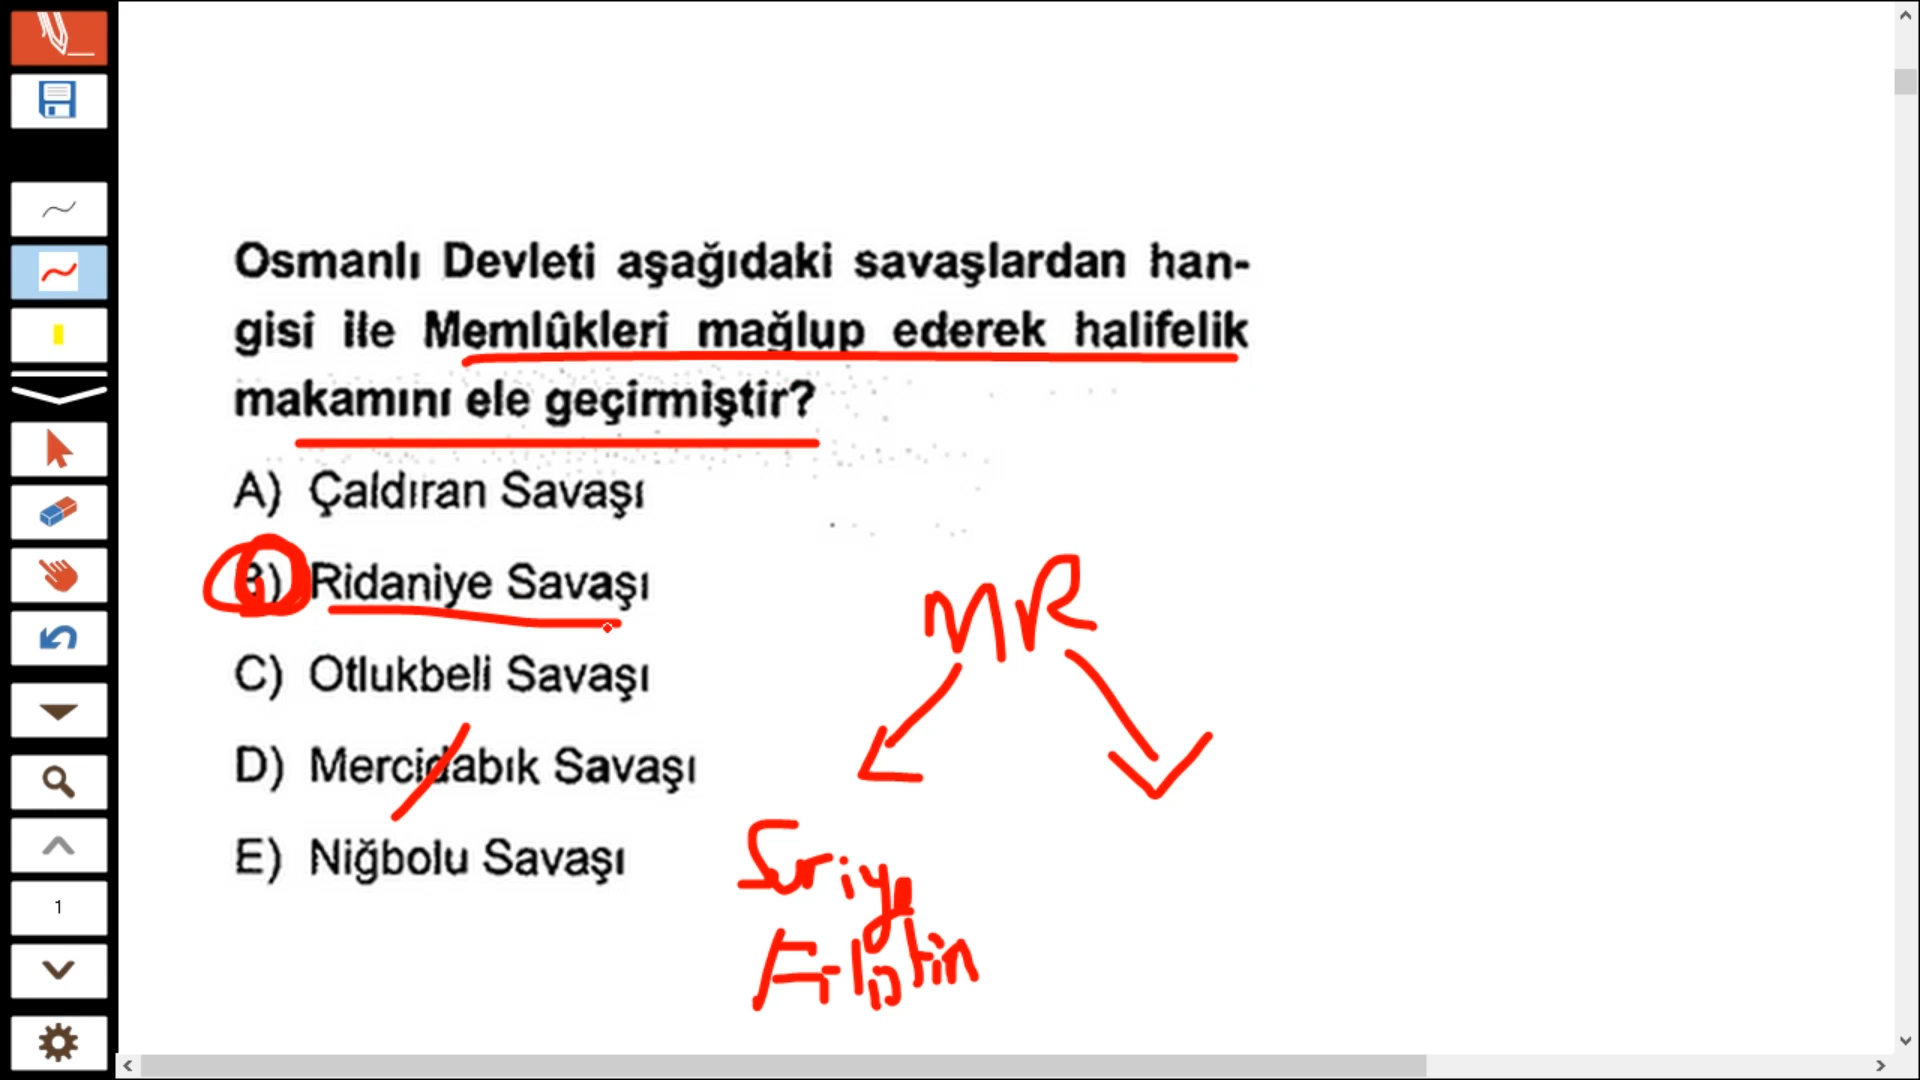 Osmanlı Devleti aşağıdaki savaşlardan han-
gisi ile Memlûkleri mağlup ederek halifelik
makamını ele geçirmiştir?
A) Çaldıran Savaşı
B) Ridaniye Savaşı
C) Otlukbeli Savaşı
D) Mercidabık Savaşı
E) Niğbolu Savaşı
MR
Suriye
Filistin
1